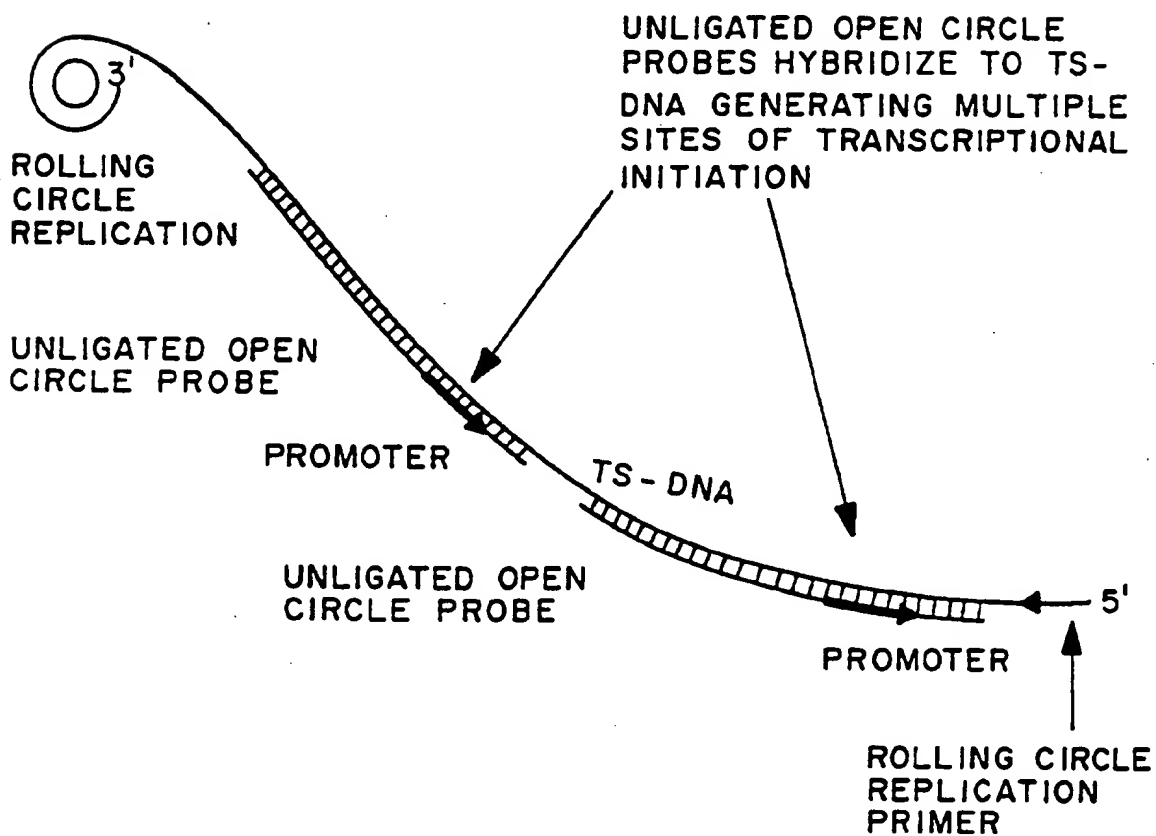 UNLIGATED OPEN CIRCLE
PROBES HYBRIDIZE TO TS-
DNA GENERATING MULTIPLE
SITES OF TRANSCRIPTIONAL
INITIATION
3'
ROLLING
CIRCLE
REPLICATION
UNLIGATED OPEN
CIRCLE PROBE
PROMOTER
TS-DNA
UNLIGATED OPEN
CIRCLE PROBE
5'
PROMOTER
ROLLING CIRCLE
REPLICATION
PRIMER